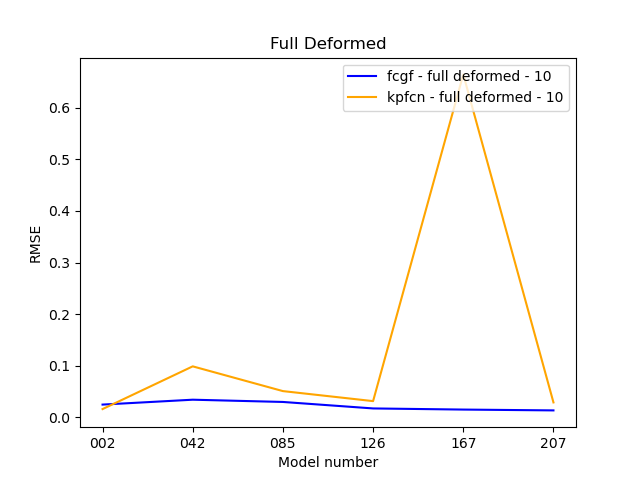 Full Deformed
fcgf - full deformed - 10
kpfcn - full deformed - 10
RMSE
0.6
0.5
0.4
0.3
0.2
0.1
0.0
002 042 085 126 167 207
Model number